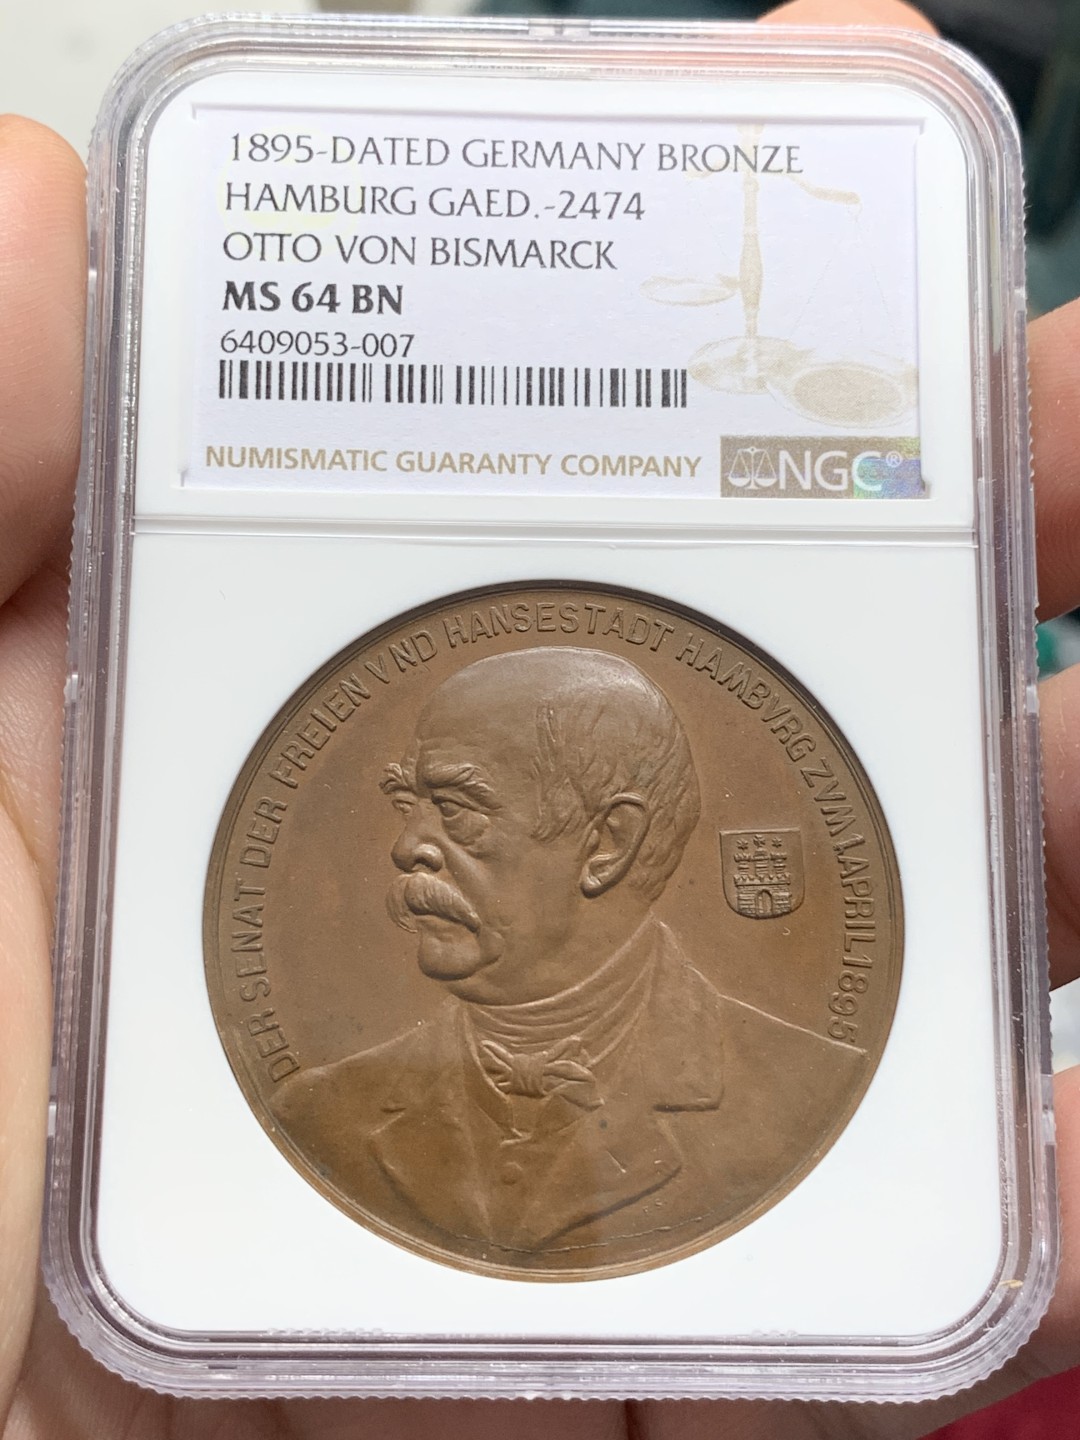 1895-DATED GERMANY BRONZE
HAMBURG GAED.-2474
OTTO VON BISMARCK
MS 64 BN
6409053-007
NUMISMATIC GUARANTY COMPANY
NGC®
DER SENAT DER FREIEN VND HANSESTADT HAMBVRG ZVM 1. APRIL 1895